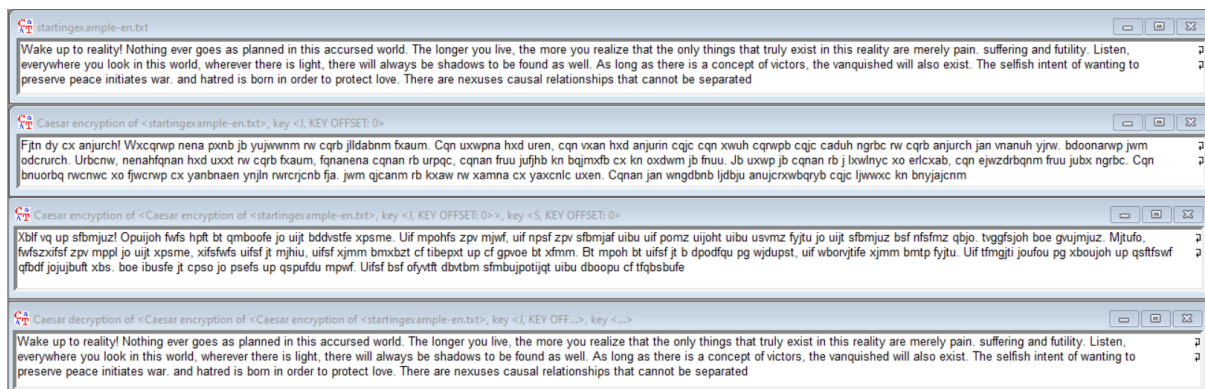 startingexample-en.txt
Wake up to reality! Nothing ever goes as planned in this accursed world. The longer you live, the more you realize that the only things that truly exist in this reality are merely pain. suffering and futility. Listen,
everywhere you look in this world, wherever there is light, there will always be shadows to be found as well. As long as there is a concept of victors, the vanquished will also exist. The selfish intent of wanting to
preserve peace initiates war. and hatred is born in order to protect love. There are nexuses causal relationships that cannot be separated
Caesar encryption of <startingexample-en.txt>, key <J, KEY OFFSET: 0>
Fjtn dy cx anjurch! Wxcqrwp nena pxnb jb yujwwnm rw cqrb jlldabnm fxaum. Cqn uxwpna hxd uren, cqn vxan hxd anjurin cqjc cqn xwuh cqrwpb cqjc caduh ngrbc rw cqrb anjurch jan vnanuh yjrw. bdoonarwp jwm
odcrurch. Urbcnw, nenahfqnan hxd uxxt rw cqrb fxaum, fqnanena cqnan rb urpqc, cqnan fruu jufjhb kn bqjmxfb cx kn oxdwm jb fnuu. Jb uxwp jb cqnan rb j lxwlnyc xo erlcxab, cqn ejwzdrbqnm fruu jubx ngrbc. Cqn
bnuorbq rwcnwc xo fjwcrwp cx yanbnaen ynjln rwrcrjcnb fja. jwm qjcanm rb kxaw rw xamna cx yaxcnlc uxen. Cqnan jan wngdbnb ljdbju anujcrxwbqryb cqjc ljwwxc kn bnyjajcnm
Caesar encryption of <Caesar encryption of <startingexample-en.txt>, key <J, KEY OFFSET: 0>>, key <S, KEY OFFSET: 0>
Xblf vq up sfbmjuz! Opuijoh fwfs hpft bt qmboofe jo uijt bddvstfe xpsme. Uif mpohfs zpv mjwf, uif npsf zpv sfbmjaf uibu uif pomz uijoht uibu usvmz fyjtu jo uijt sfbmjuz bsf nfsfmz qbjo. tvggfsjoh boe gvujmjuz. Mjtufo,
fwfszxifsf zpv mppl jo uijt xpsme, xifsfwfs uifsf jt mjhiu, uifsf xjmm bmxbzt cf tibepxt up cf gpvoe bt xfmm. Bt mpoh bt uifsf jt b dpodfqu pg wjdupst, uif wborvjtife xjmm bmtp fyjtu. Uif tfmgjti joufou pg xboujoh up qsftfswf
qfbdf jojujbuft xbs. boe ibusfe jt cpso jo psefs up qspufdu mpwf. Uifsf bsf ofyvtft dbvtbm sfmbujpotijqt uibu dboopu cf tfqbsbufe
Caesar decryption of <Caesar encryption of <Caesar encryption of <startingexample-en.txt>, key <J, KEY OFF...>, key <...>
Wake up to reality! Nothing ever goes as planned in this accursed world. The longer you live, the more you realize that the only things that truly exist in this reality are merely pain. suffering and futility. Listen,
everywhere you look in this world, wherever there is light, there will always be shadows to be found as well. As long as there is a concept of victors, the vanquished will also exist. The selfish intent of wanting to
preserve peace initiates war. and hatred is born in order to protect love. There are nexuses causal relationships that cannot be separated